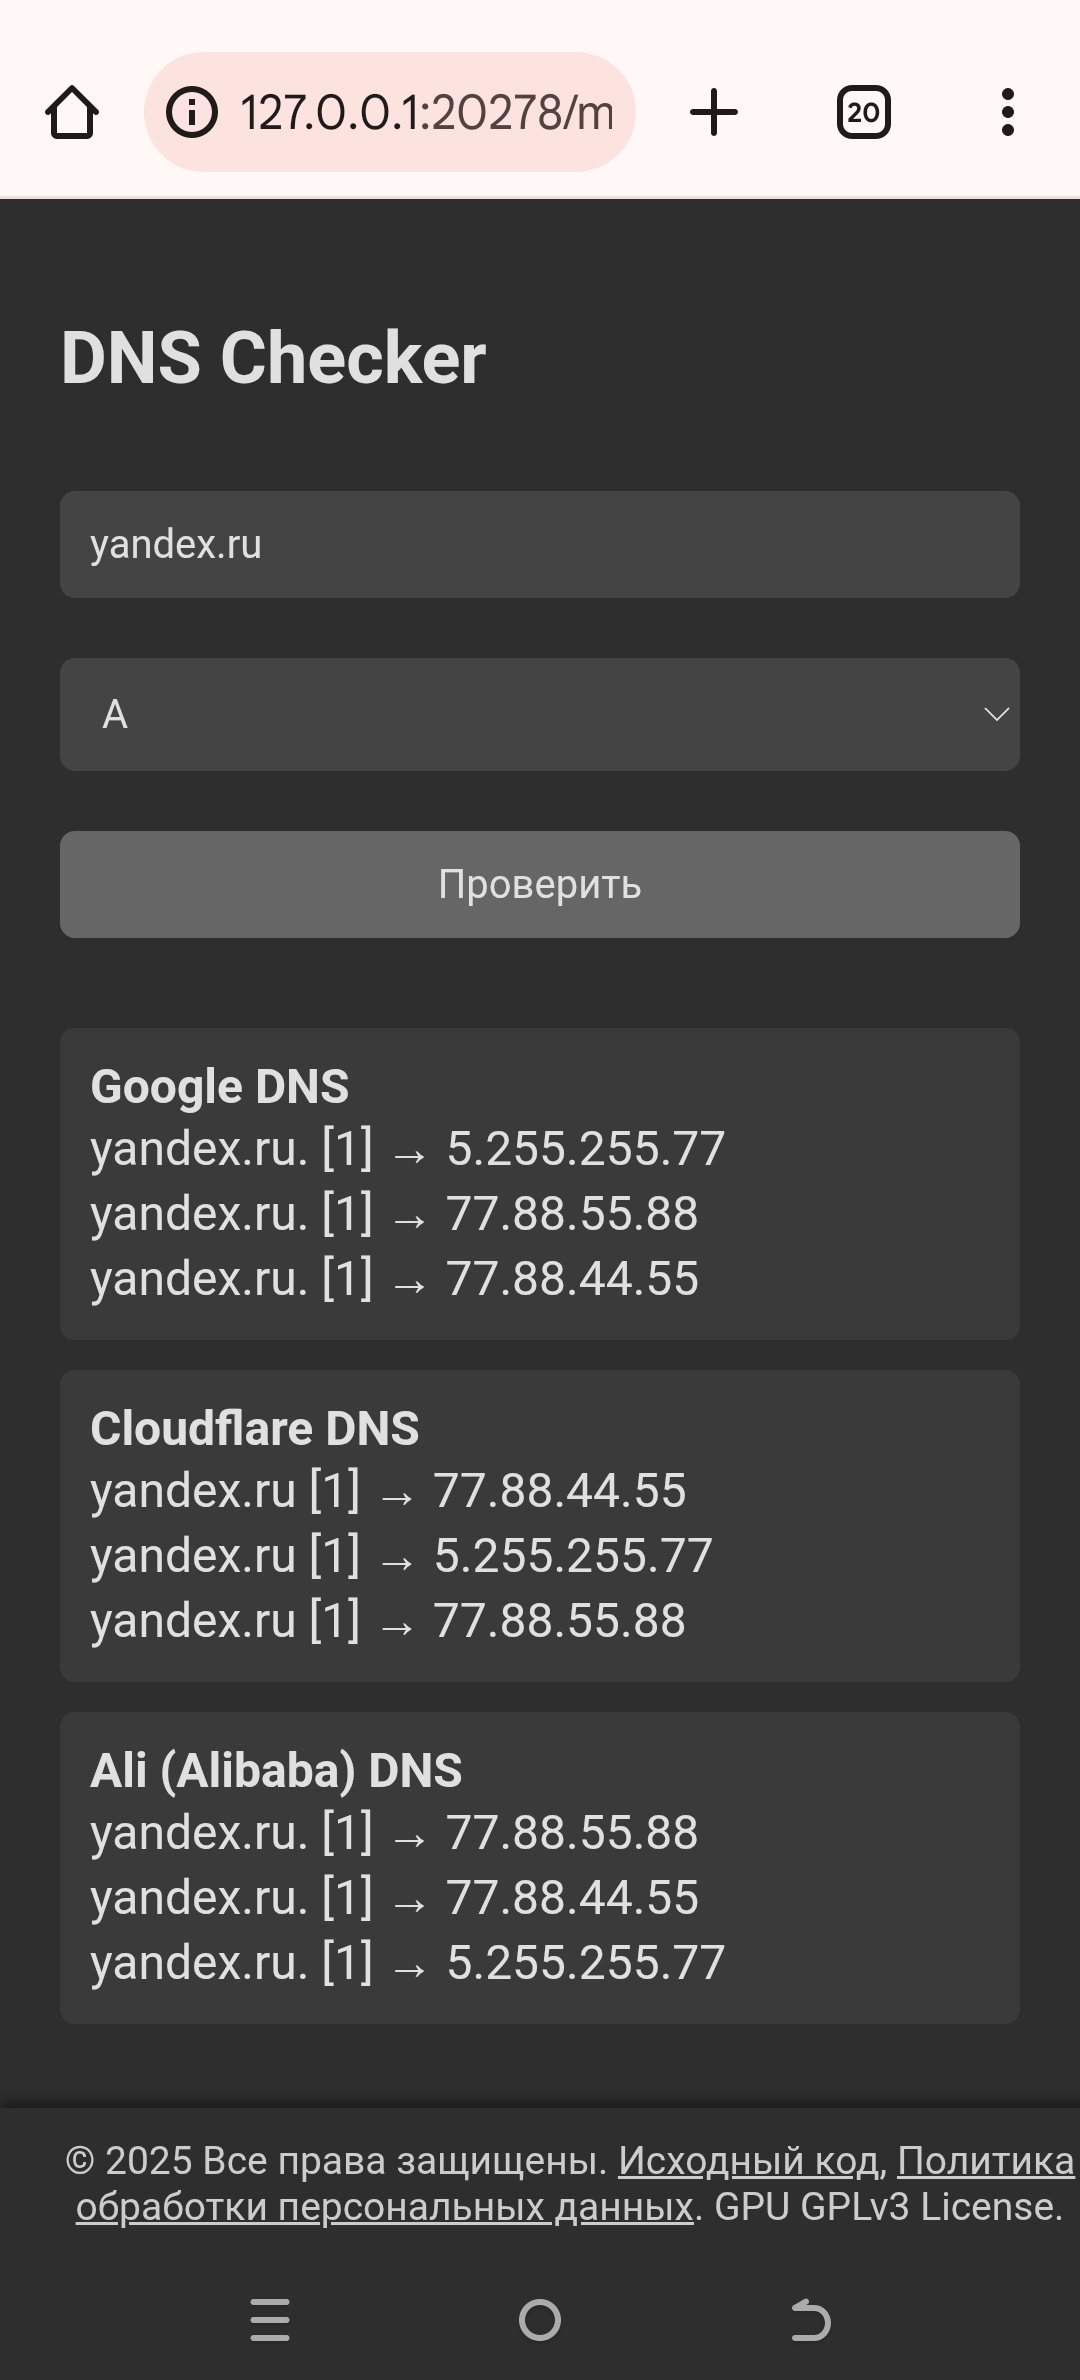 127.0.0.1:20278/m
20
DNS Checker
yandex.ru
A
Проверить
Google DNS
yandex.ru. [1] → 5.255.255.77
yandex.ru. [1] → 77.88.55.88
yandex.ru. [1] → 77.88.44.55
Cloudflare DNS
yandex.ru [1] → 77.88.44.55
yandex.ru [1] → 5.255.255.77
yandex.ru [1] → 77.88.55.88
Ali (Alibaba) DNS
yandex.ru. [1] → 77.88.55.88
yandex.ru. [1] → 77.88.44.55
yandex.ru. [1] → 5.255.255.77
© 2025 Все права защищены. Исходный код, Политика
обработки персональных данных. GPU GPLv3 License.